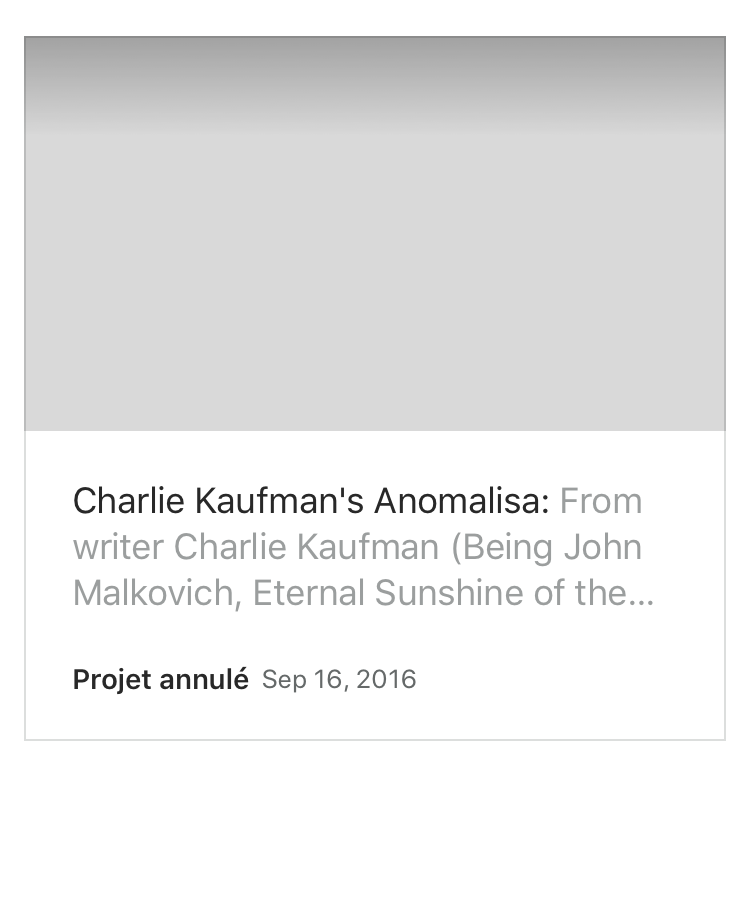 Charlie Kaufman's Anomalisa: From
writer Charlie Kaufman (Being John
Malkovich, Eternal Sunshine of the...
Projet annulé Sep 16, 2016